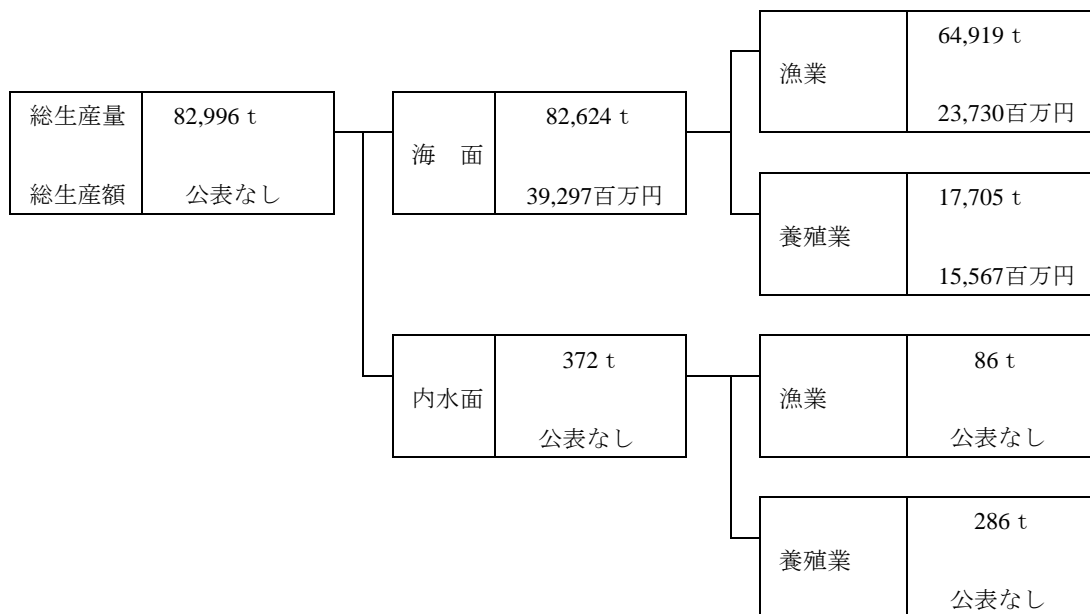 総生産量 82,996 t
総生産額 公表なし
海 面
82,624 t
39,297百万円
漁業
64,919 t
23,730百万円
養殖業
17,705 t
15,567百万円
内水面
372 t
公表なし
漁業
86 t
公表なし
養殖業
286 t
公表なし